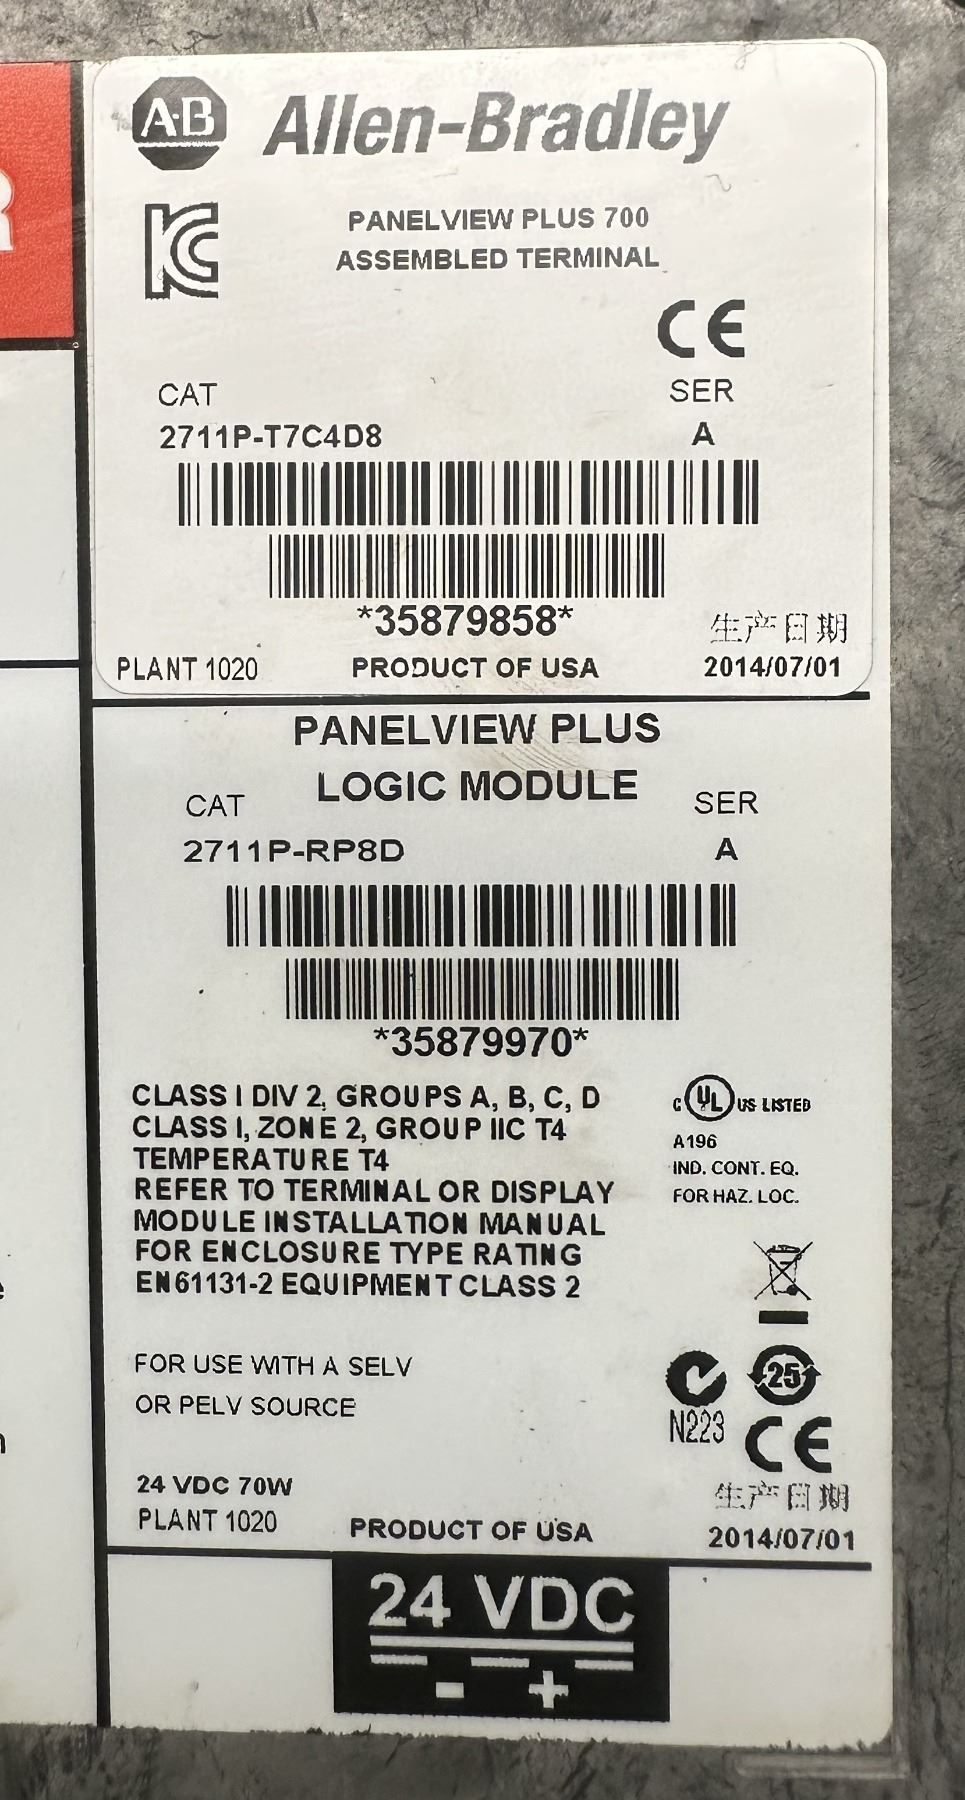 A·B Allen-Bradley
PANELVIEW PLUS 700
ASSEMBLED TERMINAL
CE
CAT SER
2711P-T7C4D8 A
*35879858*
生产日期
PLANT 1020 PRODUCT OF USA 2014/07/01
PANELVIEW PLUS
LOGIC MODULE
CAT SER
2711P-RP8D A
*35879970*
CLASS I DIV 2, GROUPS A, B, C, D
CLASS I, ZONE 2, GROUP IIC T4
TEMPERATURE T4
REFER TO TERMINAL OR DISPLAY
MODULE INSTALLATION MANUAL
FOR ENCLOSURE TYPE RATING
EN61131-2 EQUIPMENT CLASS 2
C UL US LISTED
A196
IND. CONT. EQ.
FOR HAZ. LOC.
FOR USE WITH A SELV
OR PELV SOURCE
25
N223
CE
24 VDC 70W
PLANT 1020
PRODUCT OF USA
生产日期
2014/07/01
24 VDC
- +